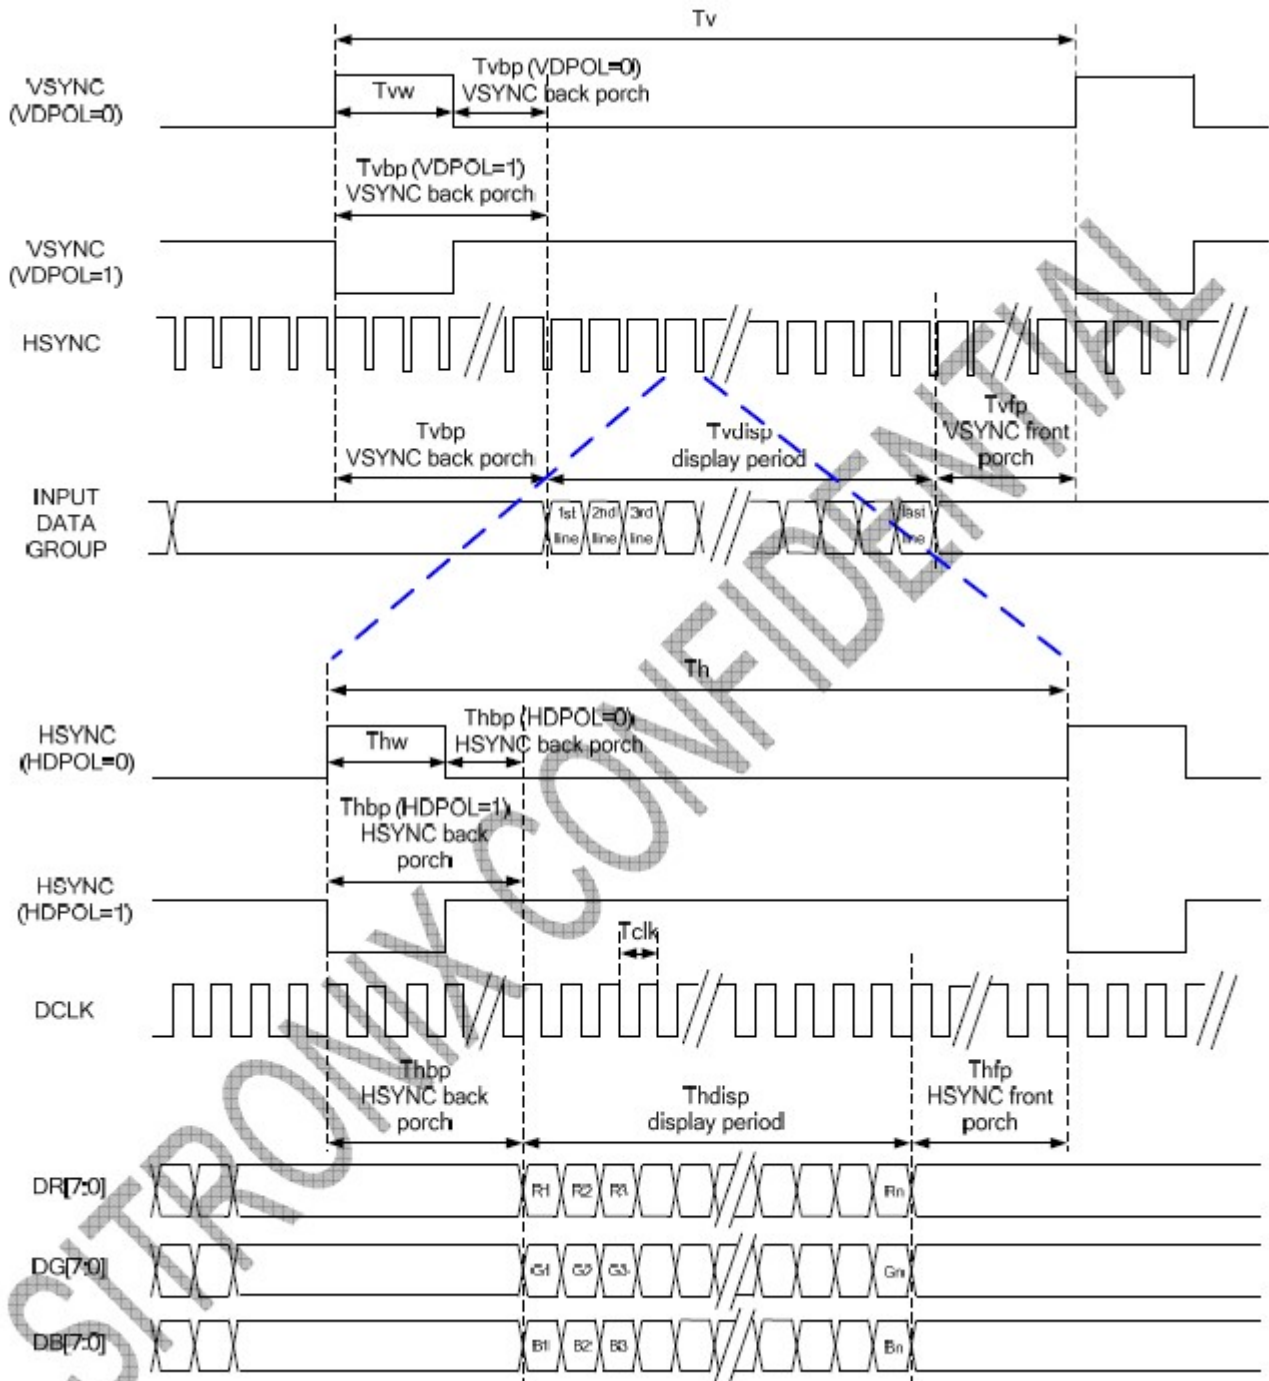 Tv
VSYNC
(VDPOL=0)
Tvw
Tvbp (VDPOL=0)
VSYNC back porch
Tvbp (VDPOL=1)
VSYNC back porch
VSYNC
(VDPOL=1)
HSYNC
Tvbp
VSYNC back porch
Tvdisp
display period
Tvfp
VSYNC front
porch
INPUT
DATA
GROUP
1st
line
2nd
line
3rd
line
last
line
Th
HSYNC
(HDPOL=0)
Thw
Thbp (HDPOL=0)
HSYNC back porch
Thbp (HDPOL=1)
HSYNC back
porch
HSYNC
(HDPOL=1)
Tclk
DCLK
Thbp
HSYNC back
porch
Thdisp
display period
Thfp
HSYNC front
porch
DR[7:0]
R1 R2 R3 Rn
DG[7:0]
G1 G2 G3 Gn
DB[7:0]
B1 B2 B3 Bn
SITRONIX CONFIDENTIAL